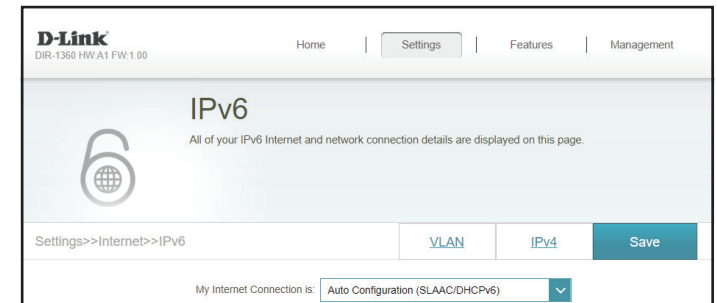 D-Link
DIR-1360 HW:A1 FW:1.00
Home | Settings | Features | Management
IPv6
All of your IPv6 Internet and network connection details are displayed on this page.
Settings>>Internet>>IPv6
VLAN
IPv4
Save
My Internet Connection is: Auto Configuration (SLAAC/DHCPv6)